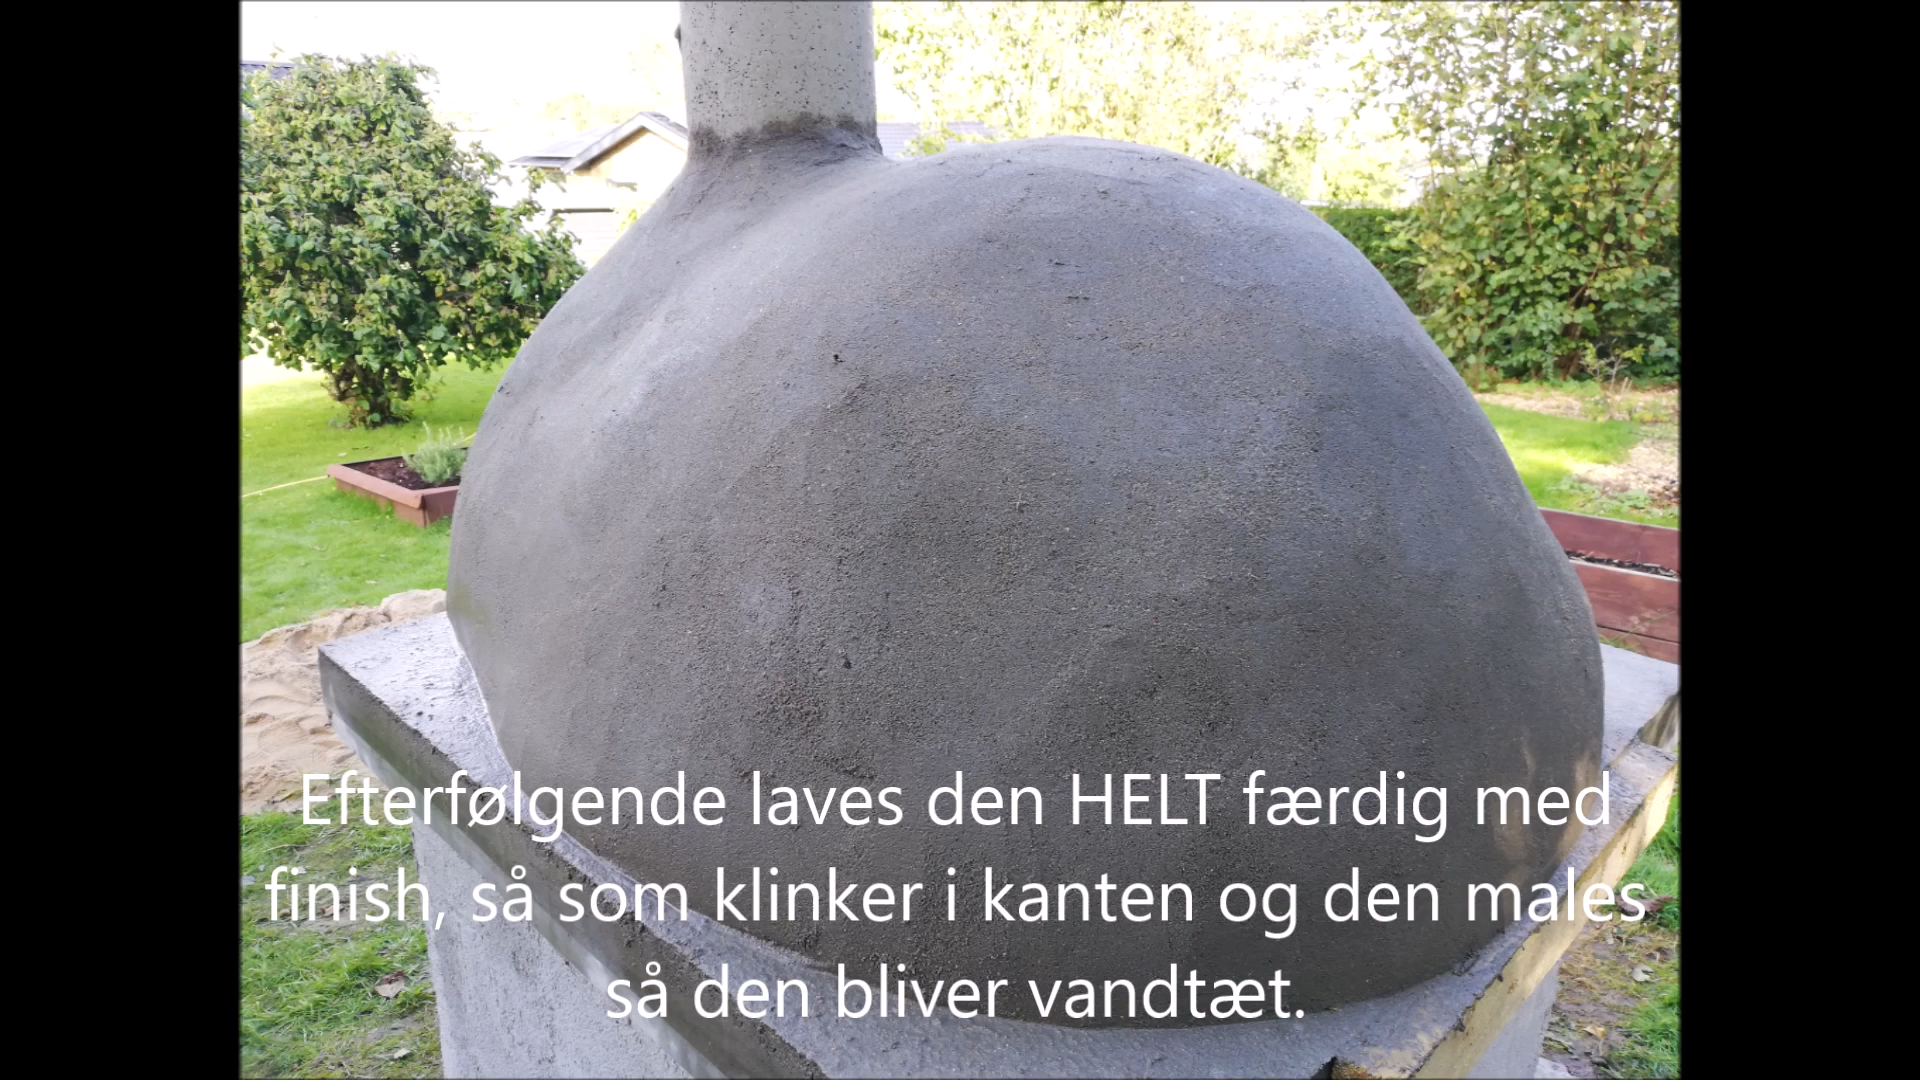 Efterfølgende laves den HELT færdig med
finish, så som klinker i kanten og den males
så den bliver vandtæt.